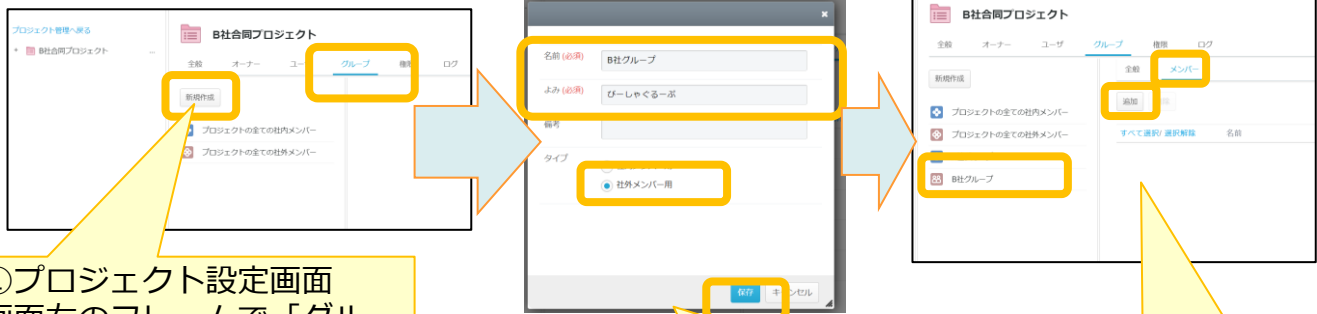 プロジェクト管理へ戻る
B社合同プロジェクト
...
B社合同プロジェクト
全般
オーナー
ユー
グループ
権限
ログ
新規作成
プロジェクトの全ての社内メンバー
プロジェクトの全ての社外メンバー
名前 (必須)
B社グループ
よみ (必須)
びーしゃぐるーぷ
備考
タイプ
社外メンバー用
保存
キャンセル
B社合同プロジェクト
全般
オーナー
ユーザ
グループ
権限
ログ
新規作成
プロジェクトの全ての社内メンバー
プロジェクトの全ての社外メンバー
B社グループ
全般
メンバー
追加
すべて選択/ 選択解除
名前
プロジェクト設定画面